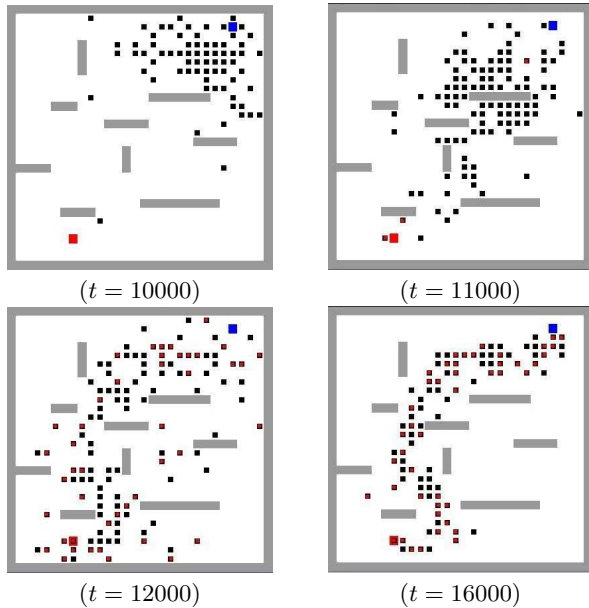 (t = 10000)
(t = 11000)
(t = 12000)
(t = 16000)